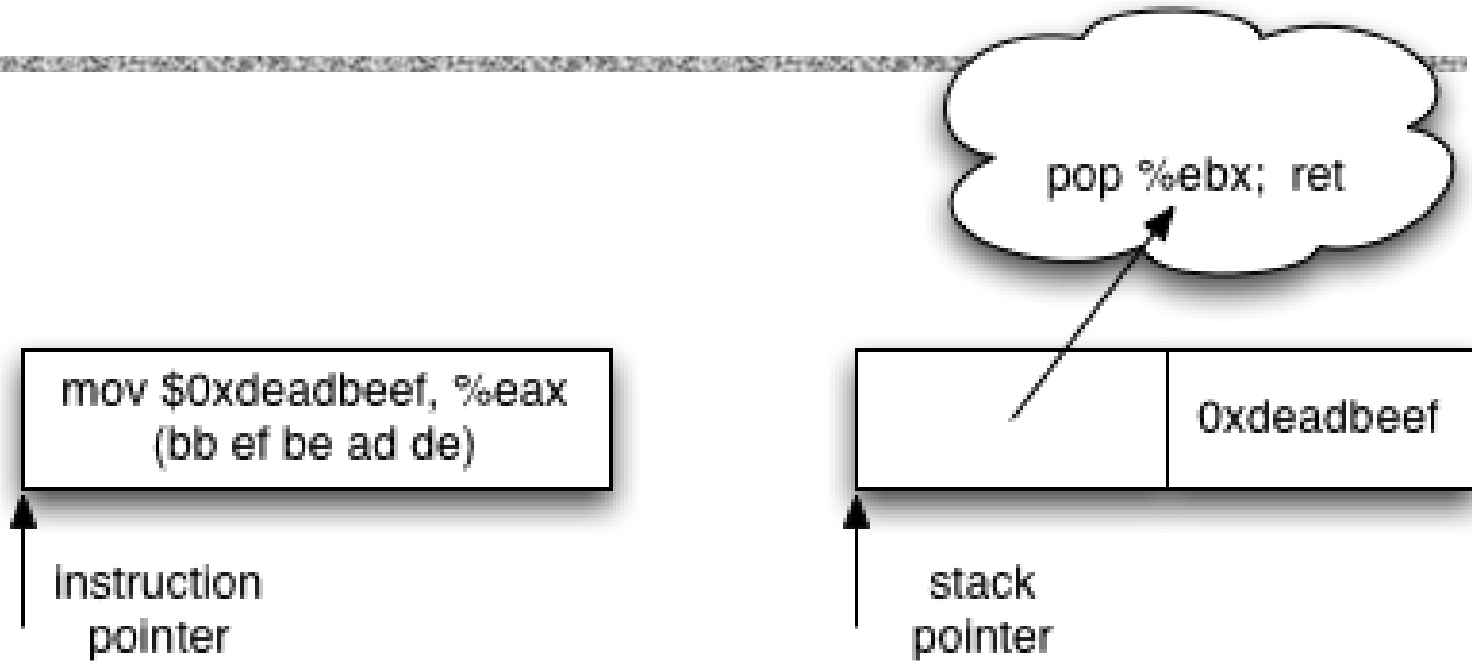 pop %ebx; ret
mov $0xdeadbeef, %eax
(bb ef be ad de)
0xdeadbeef
instruction
pointer
stack
pointer